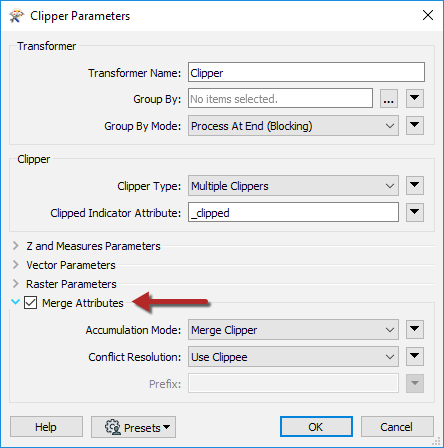 Clipper Parameters
Transformer
Transformer Name: Clipper
Group By: No items selected. ...
Group By Mode: Process At End (Blocking)
Clipper
Clipper Type: Multiple Clippers
Clipped Indicator Attribute: _clipped
Z and Measures Parameters
Vector Parameters
Raster Parameters
Merge Attributes
Accumulation Mode: Merge Clipper
Conflict Resolution: Use Clippee
Prefix:
Help Presets OK Cancel